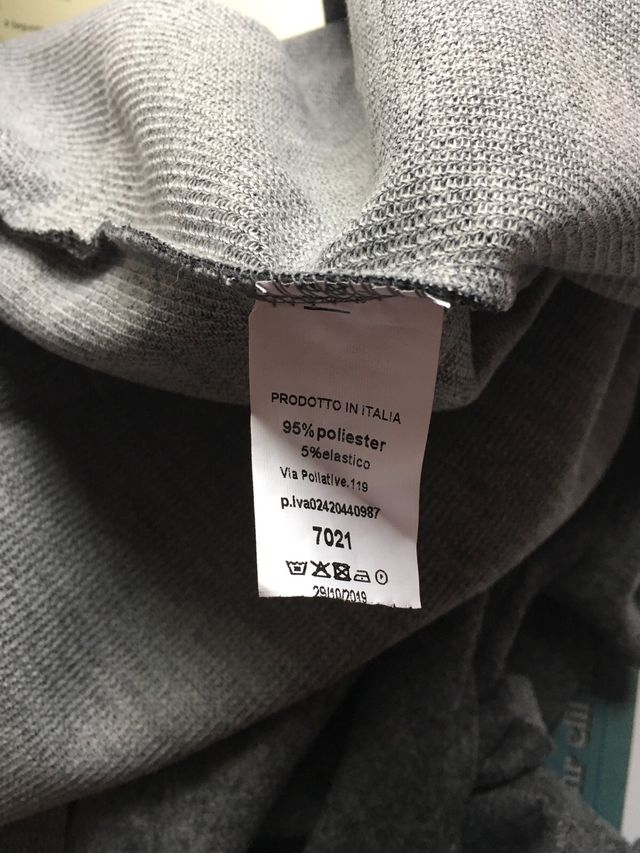 PRODOTTO IN ITALIA
95%poliester
5%elastico
Via Pollative.119
p.iva02420440987
7021
29/10/2019